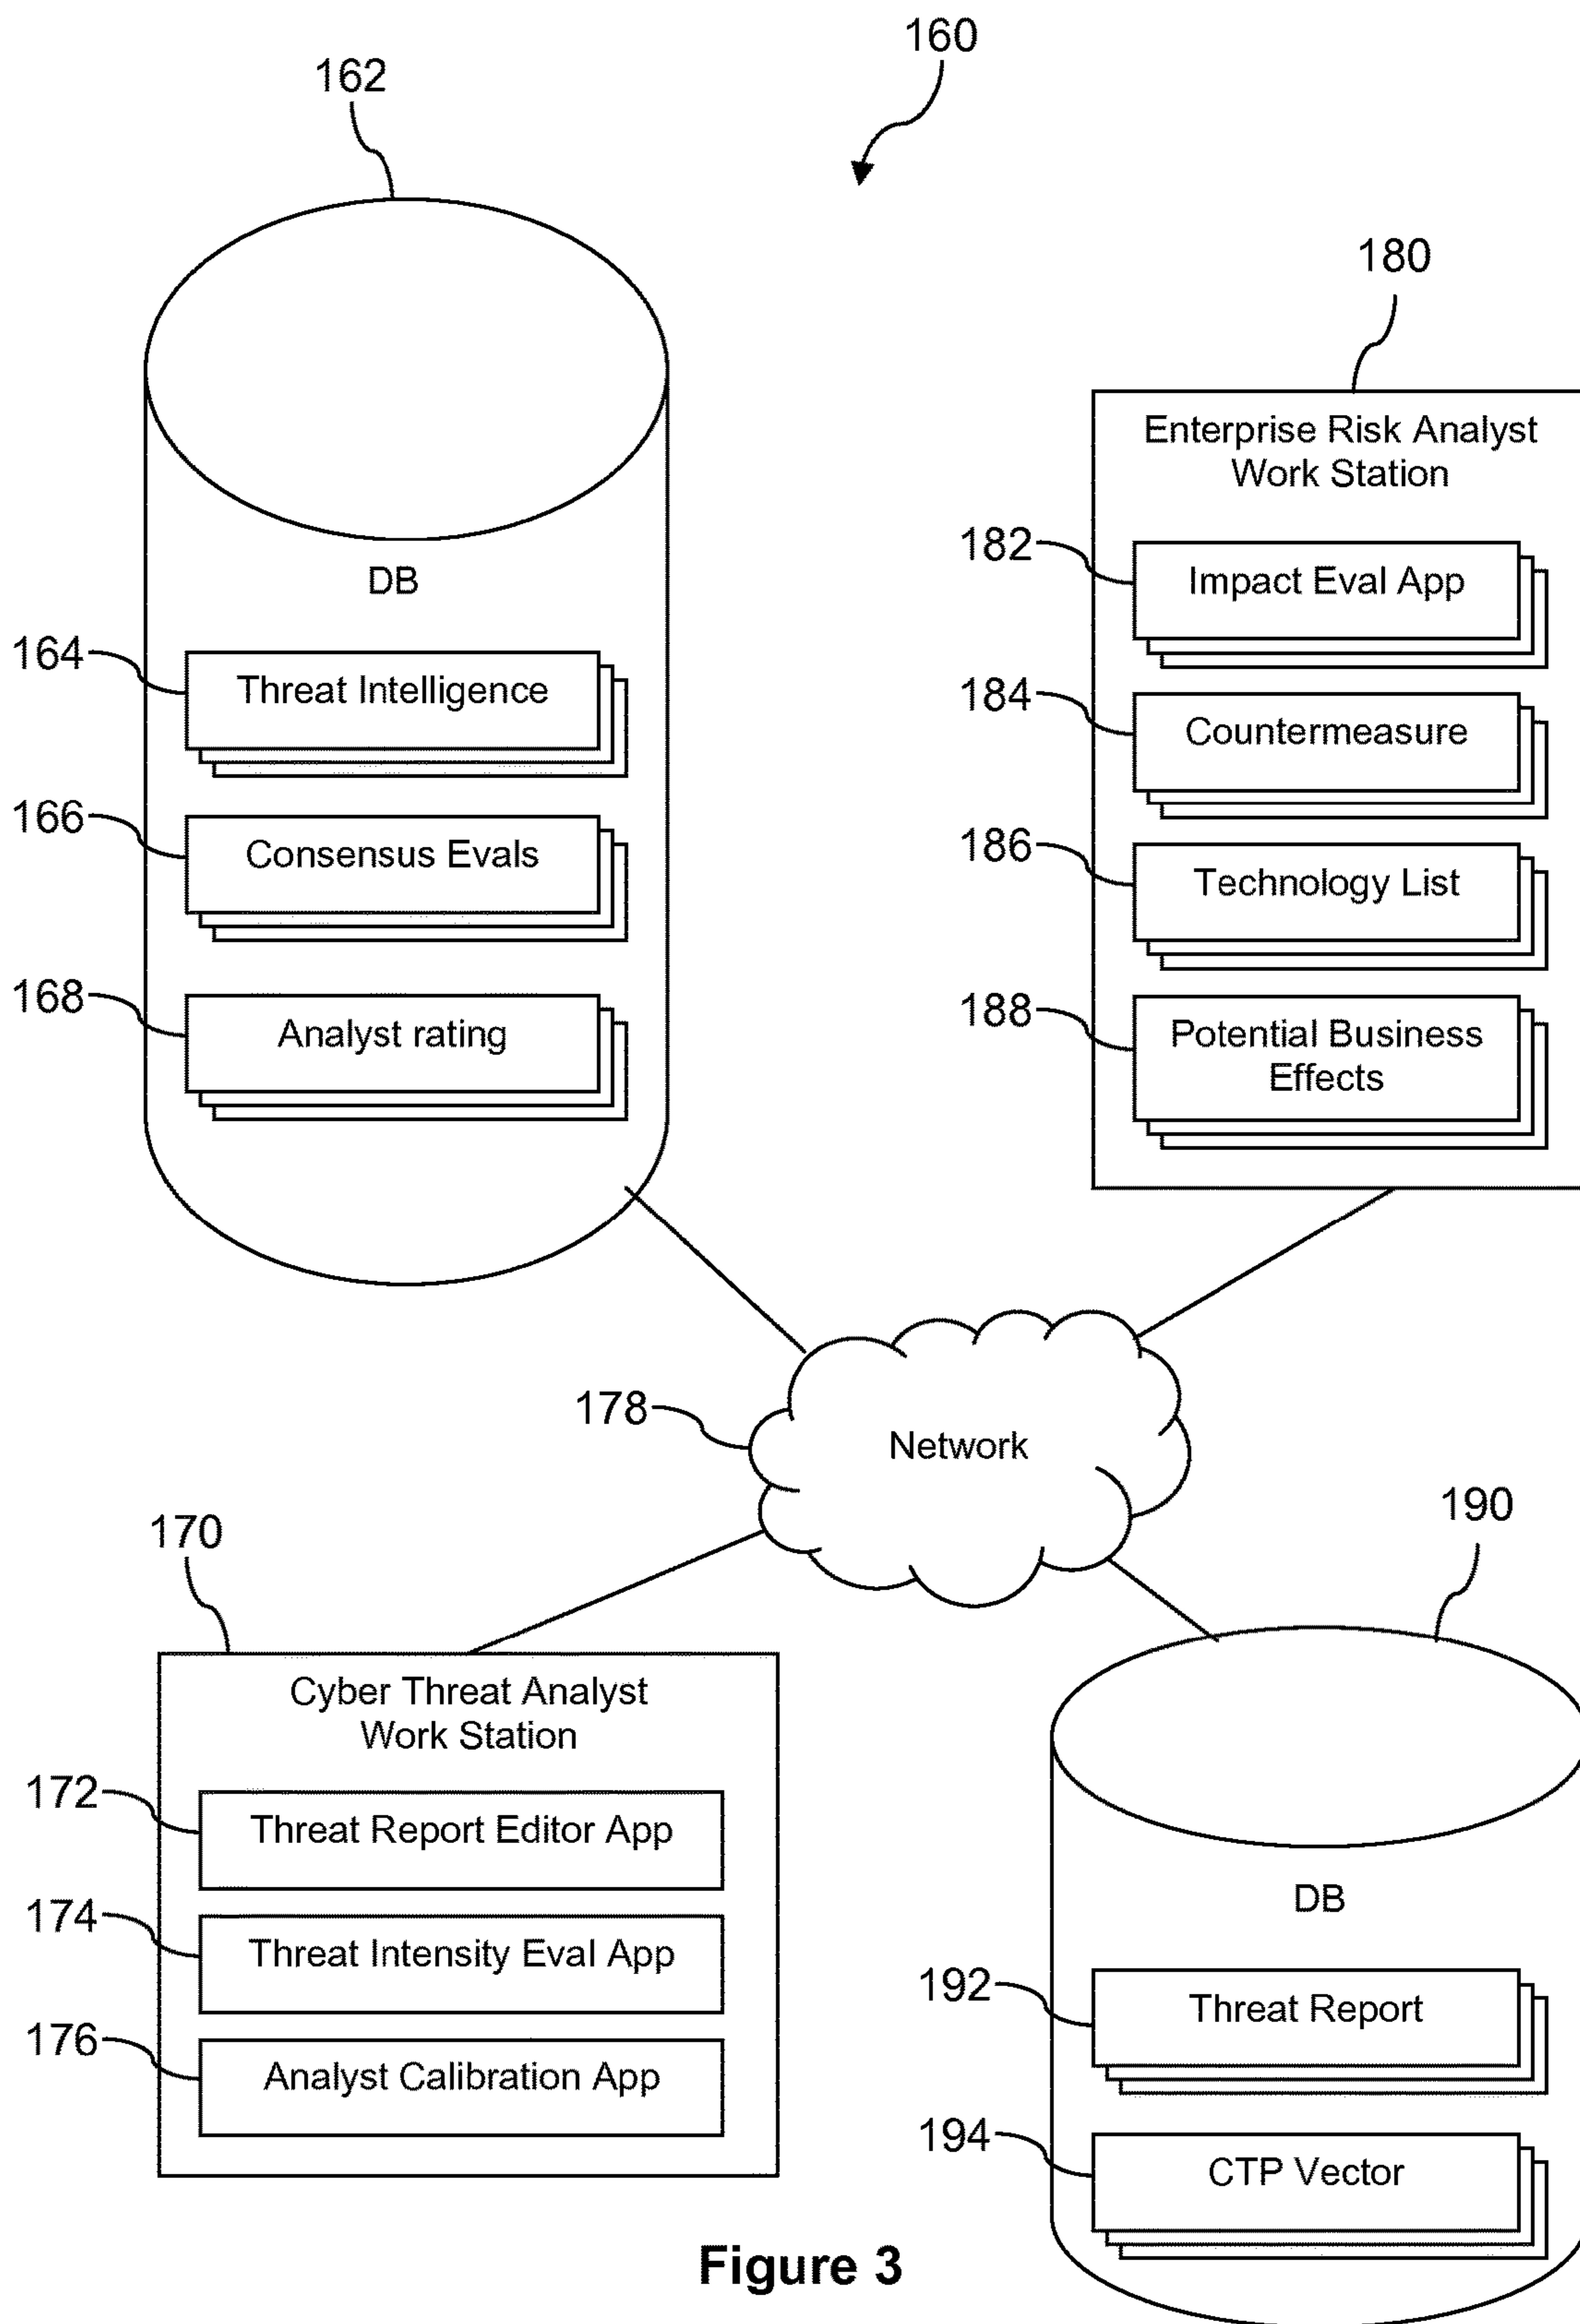 160
162
180
Enterprise Risk Analyst
Work Station
182
Impact Eval App
DB
164
Threat Intelligence
184
Countermeasure
166
Consensus Evals
186
Technology List
168
Analyst rating
188
Potential Business
Effects
178
Network
170
190
Cyber Threat Analyst
Work Station
172
Threat Report Editor App
DB
174
Threat Intensity Eval App
192
Threat Report
176
Analyst Calibration App
194
CTP Vector
Figure 3